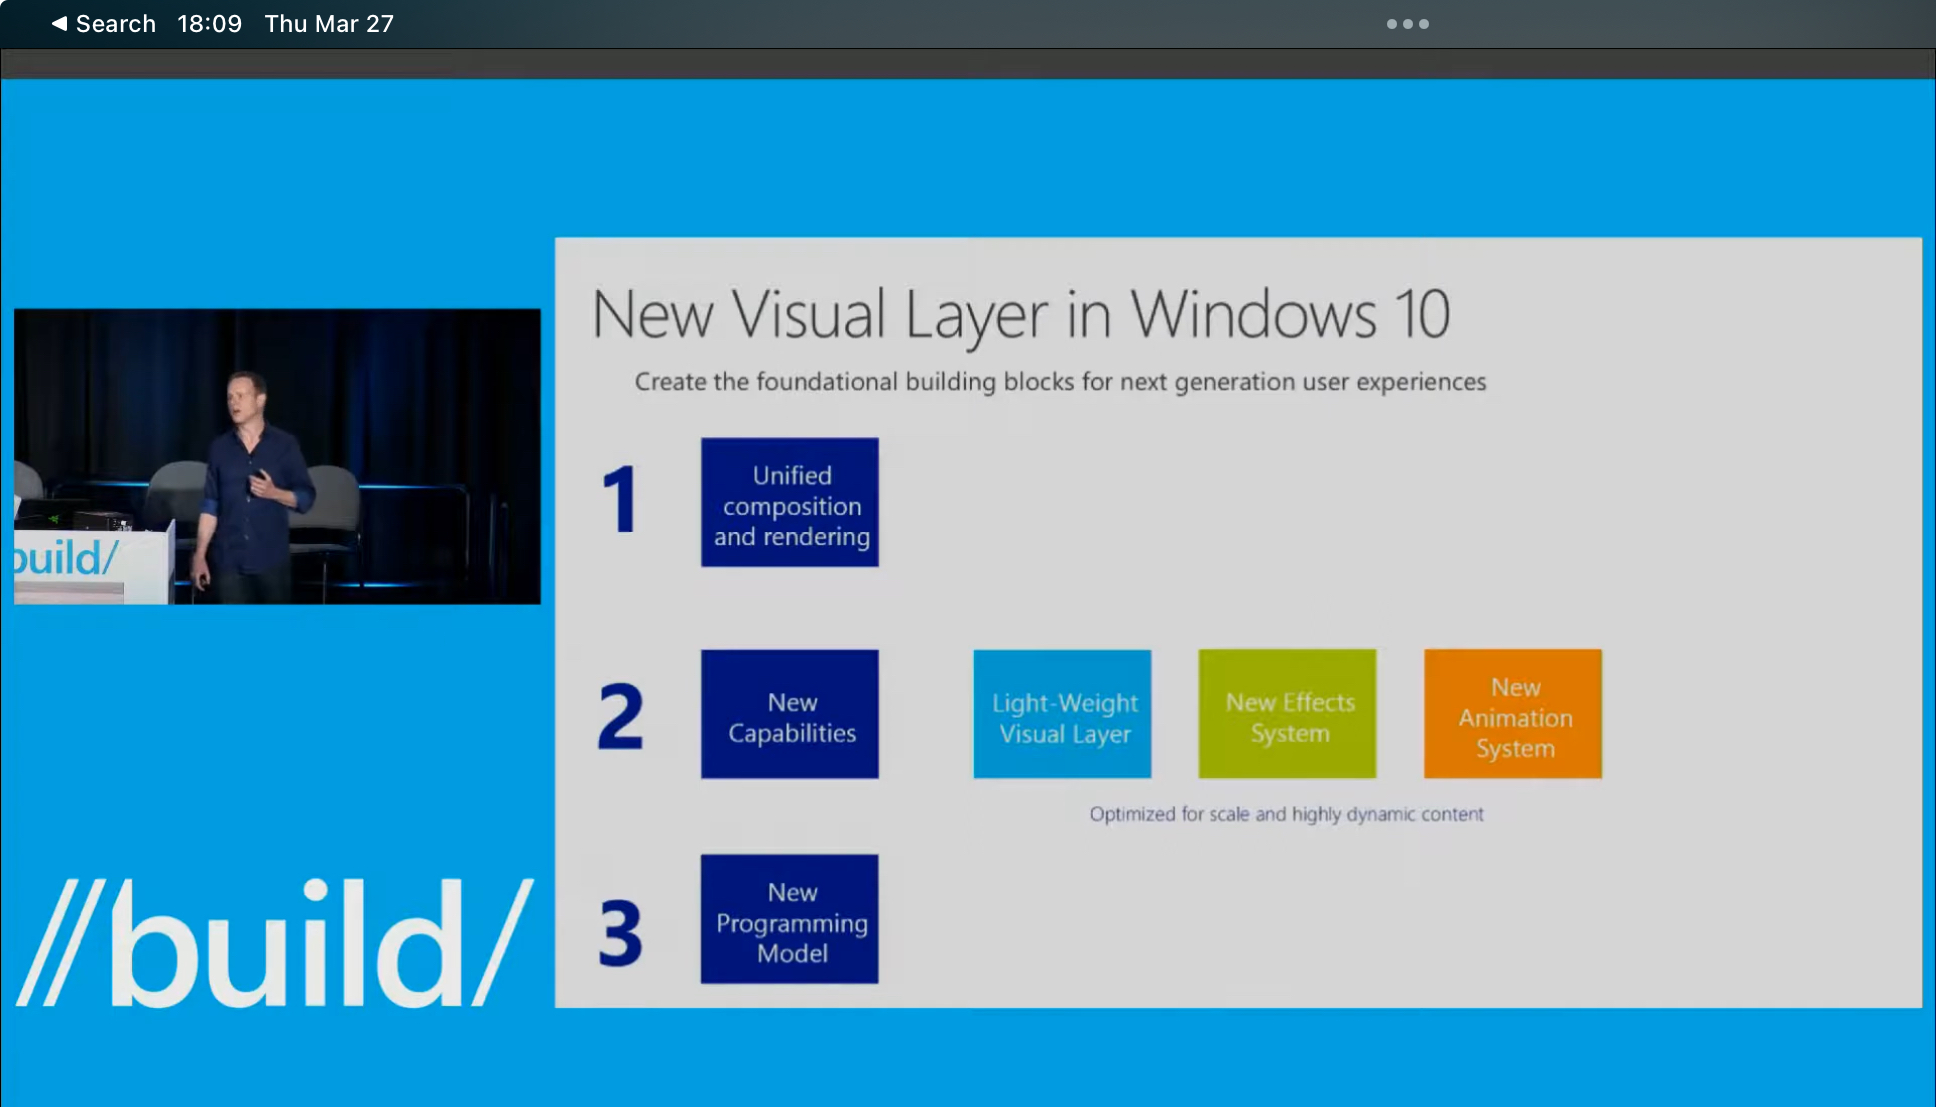 ◀ Search 18:09 Thu Mar 27
New Visual Layer in Windows 10
Create the foundational building blocks for next generation user experiences
1
Unified
composition
and rendering
2
New
Capabilities
Light-Weight
Visual Layer
New Effects
System
New
Animation
System
Optimized for scale and highly dynamic content
3
New
Programming
Model
build/
//build/